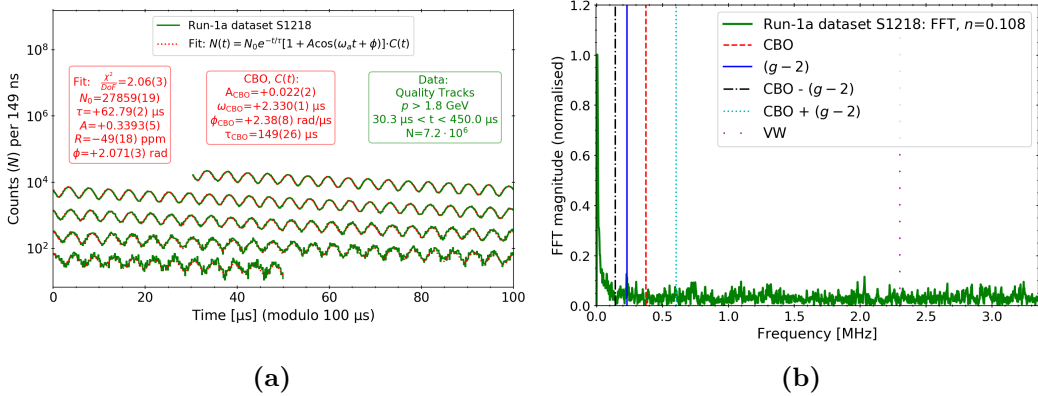 Run-1a dataset S1218
Fit: N(t) = N₀e^{−t/τ}[1 + Acos(ωₐt + ϕ)]·C(t)
Fit: χ²/DoF=2.06(3)
N₀=27859(19)
τ=+62.79(2) μs
A=+0.3393(5)
R=−49(18) ppm
ϕ=+2.071(3) rad
CBO, C(t):
A_CBO=+0.022(2)
ω_CBO=+2.330(1) μs
ϕ_CBO=+2.38(8) rad/μs
τ_CBO=149(26) μs
Data:
Quality Tracks
p > 1.8 GeV
30.3 μs < t < 450.0 μs
N=7.2·10⁶
Counts (N) per 149 ns
10⁸
10⁶
10⁴
10²
0 20 40 60 80 100
Time [μs] (modulo 100 μs)
(a)
Run-1a dataset S1218: FFT, n=0.108
CBO
(g − 2)
CBO - (g − 2)
CBO + (g − 2)
VW
FFT magnitude (normalised)
1.2
1.0
0.8
0.6
0.4
0.2
0.0
0.0 0.5 1.0 1.5 2.0 2.5 3.0
Frequency [MHz]
(b)